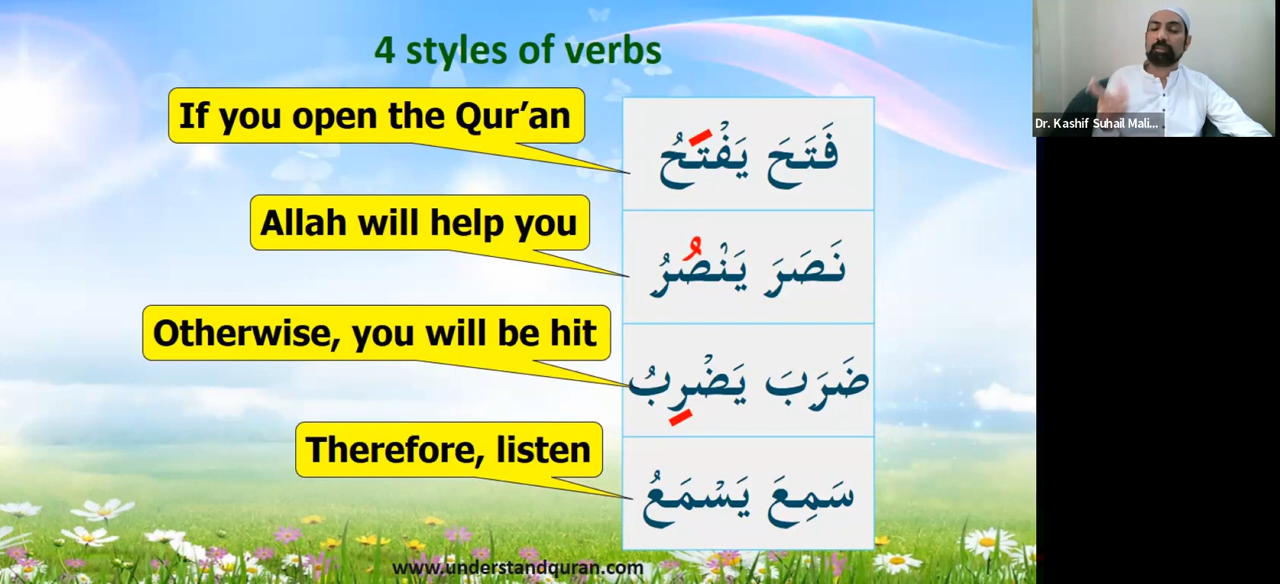 4 styles of verbs
If you open the Qur’an
فَتَحَ يَفْتَحُ
Allah will help you
نَصَرَ يَنْصُرُ
Otherwise, you will be hit
ضَرَبَ يَضْرِبُ
Therefore, listen
سَمِعَ يَسْمَعُ
www.understandquran.com
Dr. Kashif Suhail Mali...